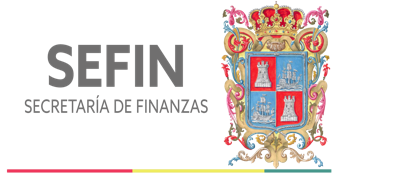 SEFIN
SECRETARÍA DE FINANZAS